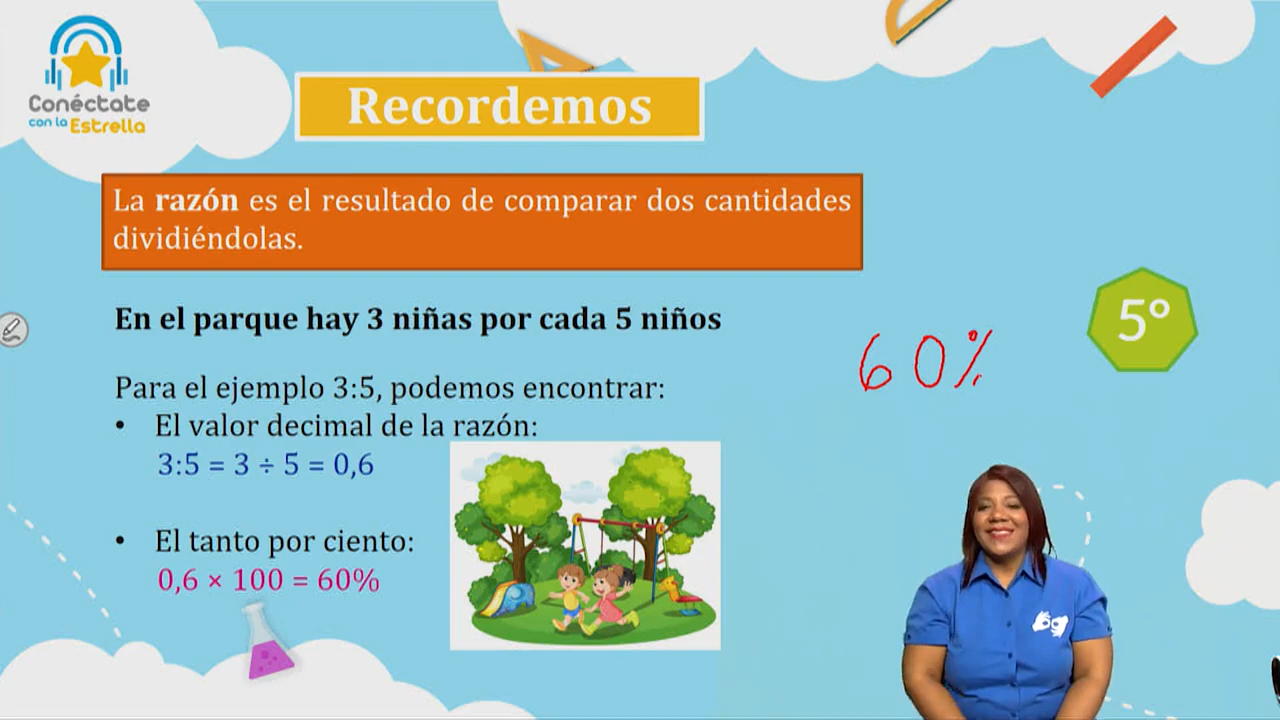 Conéctate
con la Estrella
Recordemos
La razón es el resultado de comparar dos cantidades
dividiéndolas.
En el parque hay 3 niñas por cada 5 niños
60%
5º
Para el ejemplo 3:5, podemos encontrar:
• El valor decimal de la razón:
3:5 = 3 ÷ 5 = 0,6
• El tanto por ciento:
0,6 × 100 = 60%